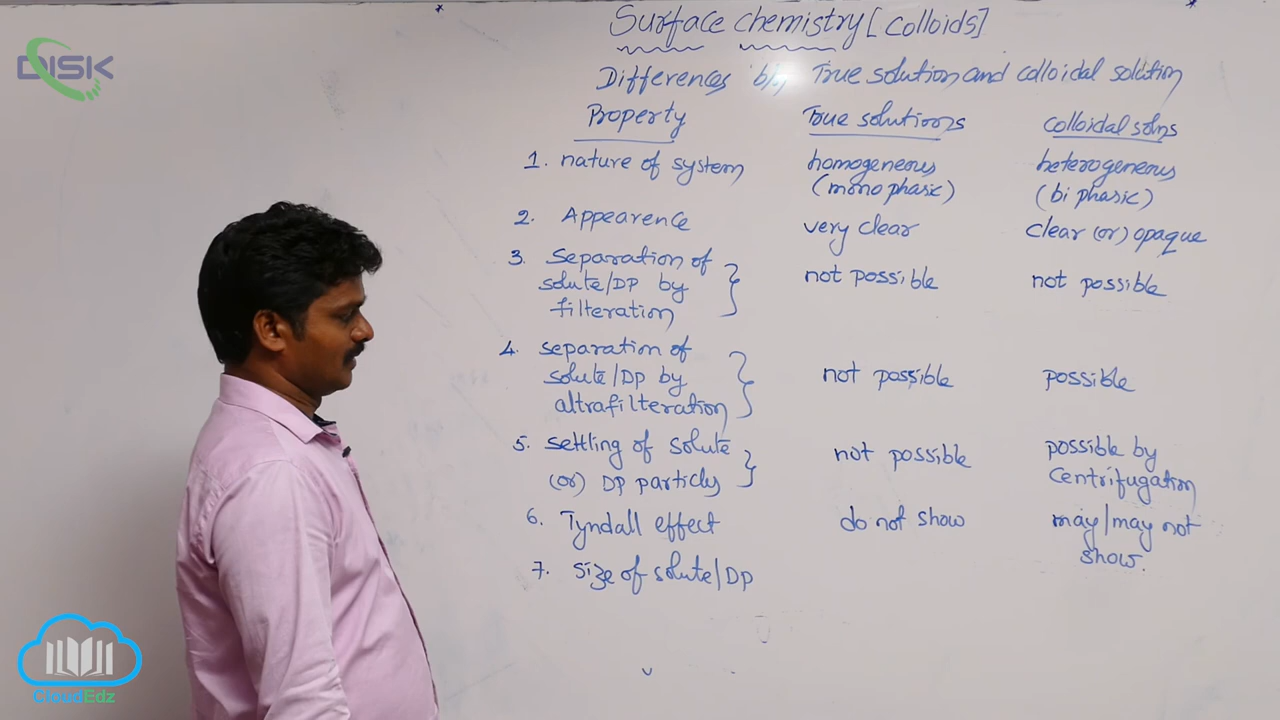 DISK
Surface chemistry [colloids]
Differences b/w True solution and colloidal solution
Property True solutions colloidal solns
1. nature of system homogeneous heterogeneous
(mono phasic) (bi phasic)
2. Appearence very clear clear (or) opaque
3. Separation of
solute/DP by not possible not possible
filteration
4. separation of
solute/DP by not possible possible
altrafilteration
5. settling of solute not possible possible by
(or) DP particles centrifugation
6. Tyndall effect do not show may/may not
show.
7. Size of solute/DP
CloudEdz